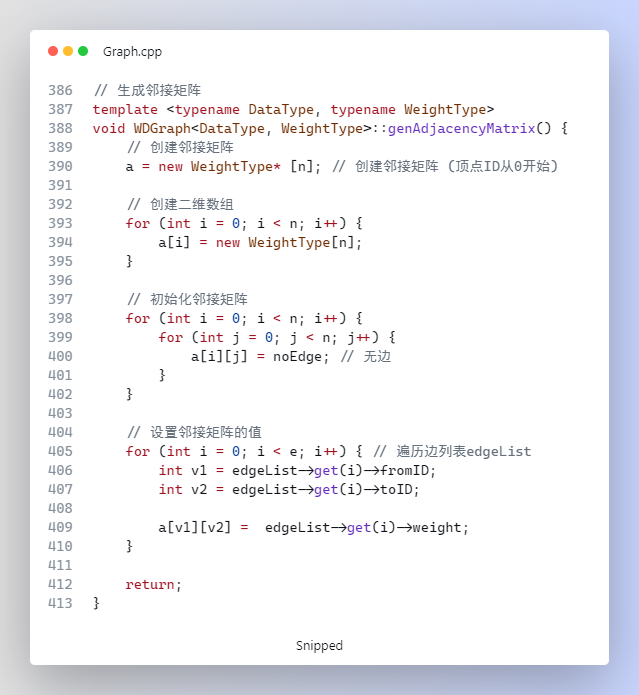 Graph.cpp
386 // 生成邻接矩阵
387 template <typename DataType, typename WeightType>
388 void WDGraph<DataType, WeightType>::genAdjacencyMatrix() {
389     // 创建邻接矩阵
390     a = new WeightType* [n]; // 创建邻接矩阵 (顶点ID从0开始)
391
392     // 创建二维数组
393     for (int i = 0; i < n; i++) {
394         a[i] = new WeightType[n];
395     }
396
397     // 初始化邻接矩阵
398     for (int i = 0; i < n; i++) {
399         for (int j = 0; j < n; j++) {
400             a[i][j] = noEdge; // 无边
401         }
402     }
403
404     // 设置邻接矩阵的值
405     for (int i = 0; i < e; i++) { // 遍历边列表edgeList
406         int v1 = edgeList->get(i)->fromID;
407         int v2 = edgeList->get(i)->toID;
408
409         a[v1][v2] =  edgeList->get(i)->weight;
410     }
411
412     return;
413 }
Snipped